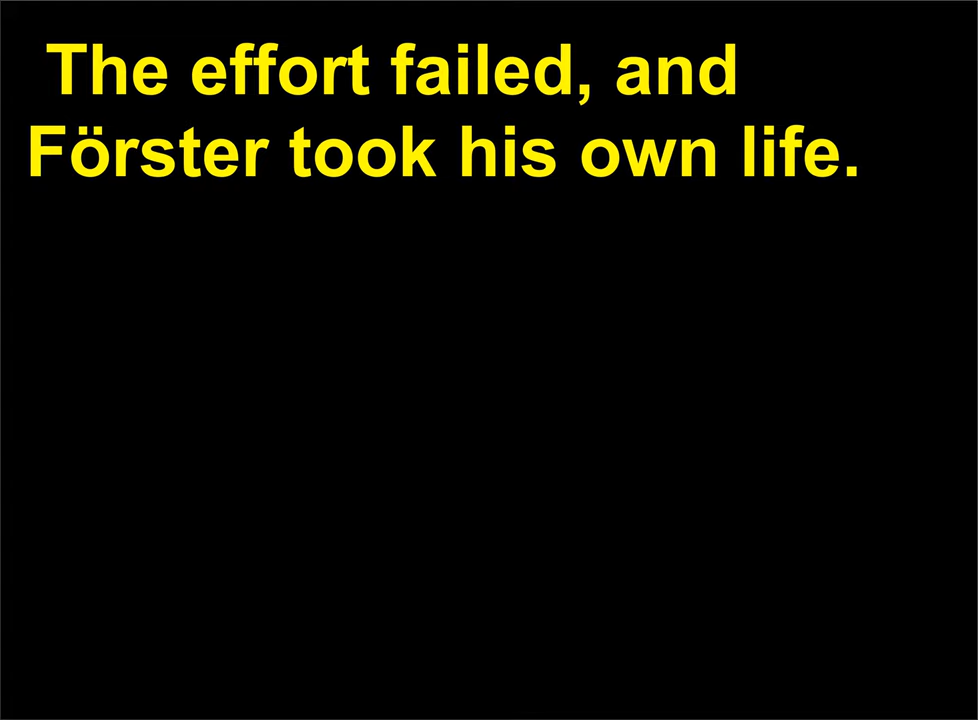 The effort failed, and
Förster took his own life.